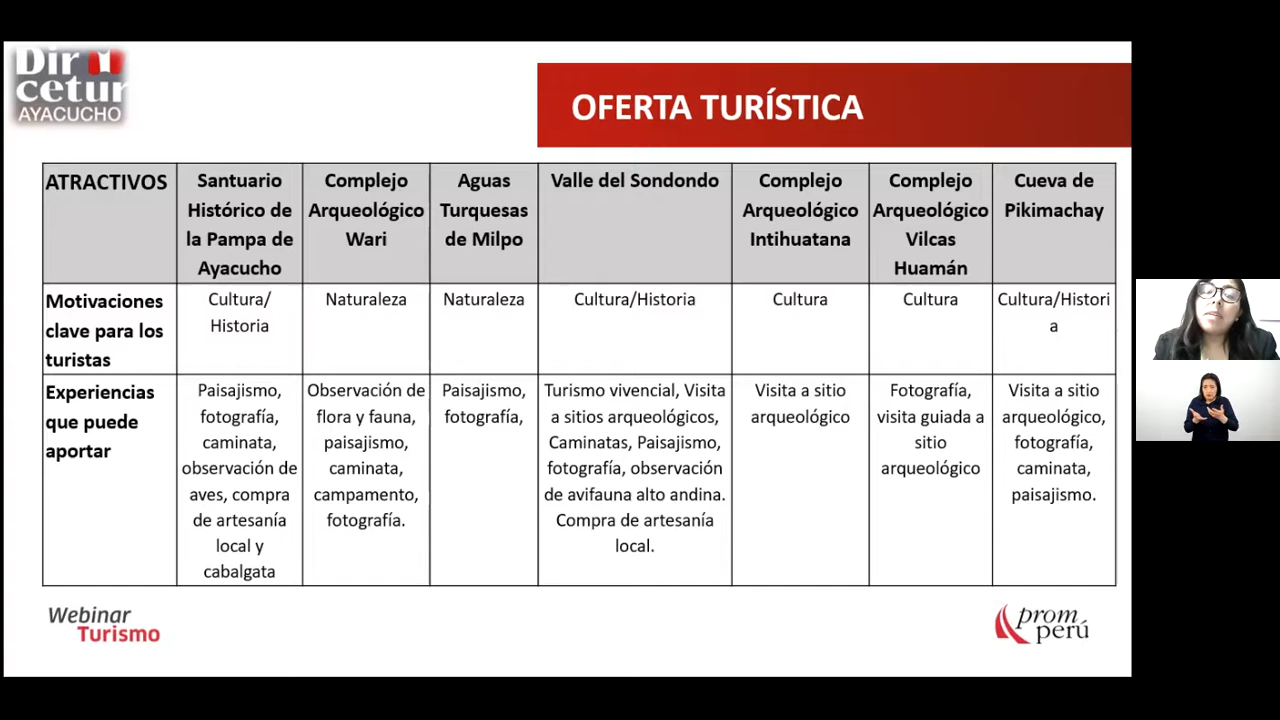 Dir
cetur
AYACUCHO
OFERTA TURÍSTICA
ATRACTIVOS
Santuario
Histórico de
la Pampa de
Ayacucho
Complejo
Arqueológico
Wari
Aguas
Turquesas
de Milpo
Valle del Sondondo
Complejo
Arqueológico
Intihuatana
Complejo
Arqueológico
Vilcas
Huamán
Cueva de
Pikimachay
Motivaciones
clave para los
turistas
Cultura/
Historia
Naturaleza
Naturaleza
Cultura/Historia
Cultura
Cultura
Cultura/Histori
a
Experiencias
que puede
aportar
Paisajismo,
fotografía,
caminata,
observación de
aves, compra
de artesanía
local y
cabalgata
Observación de
flora y fauna,
paisajismo,
caminata,
campamento,
fotografía.
Paisajismo,
fotografía,
Turismo vivencial, Visita
a sitios arqueológicos,
Caminatas, Paisajismo,
fotografía, observación
de avifauna alto andina.
Compra de artesanía
local.
Visita a sitio
arqueológico
Fotografía,
visita guiada a
sitio
arqueológico
Visita a sitio
arqueológico,
fotografía,
caminata,
paisajismo.
Webinar
Turismo
prom
perú